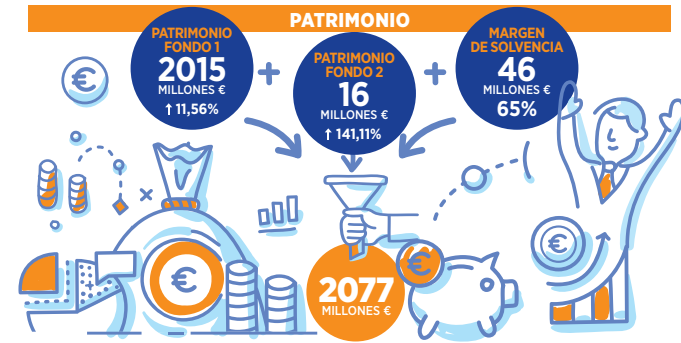 PATRIMONIO
PATRIMONIO
FONDO 1
2015
MILLONES €
↑ 11,56%
+
PATRIMONIO
FONDO 2
16
MILLONES €
↑ 141,11%
+
MARGEN
DE SOLVENCIA
46
MILLONES €
65%
€
€
€
€
2077
MILLONES €